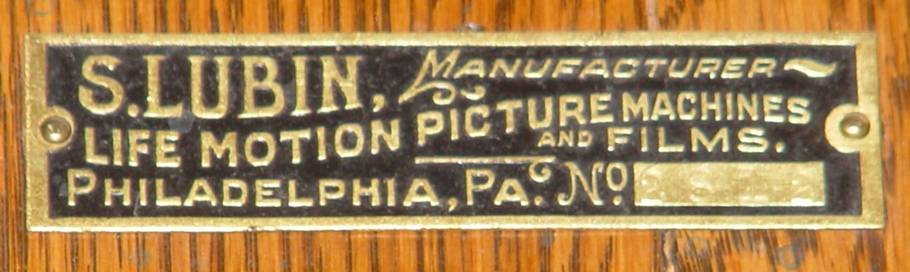 S. LUBIN, MANUFACTURER
LIFE MOTION PICTURE MACHINES
AND FILMS.
PHILADELPHIA, PA. No.